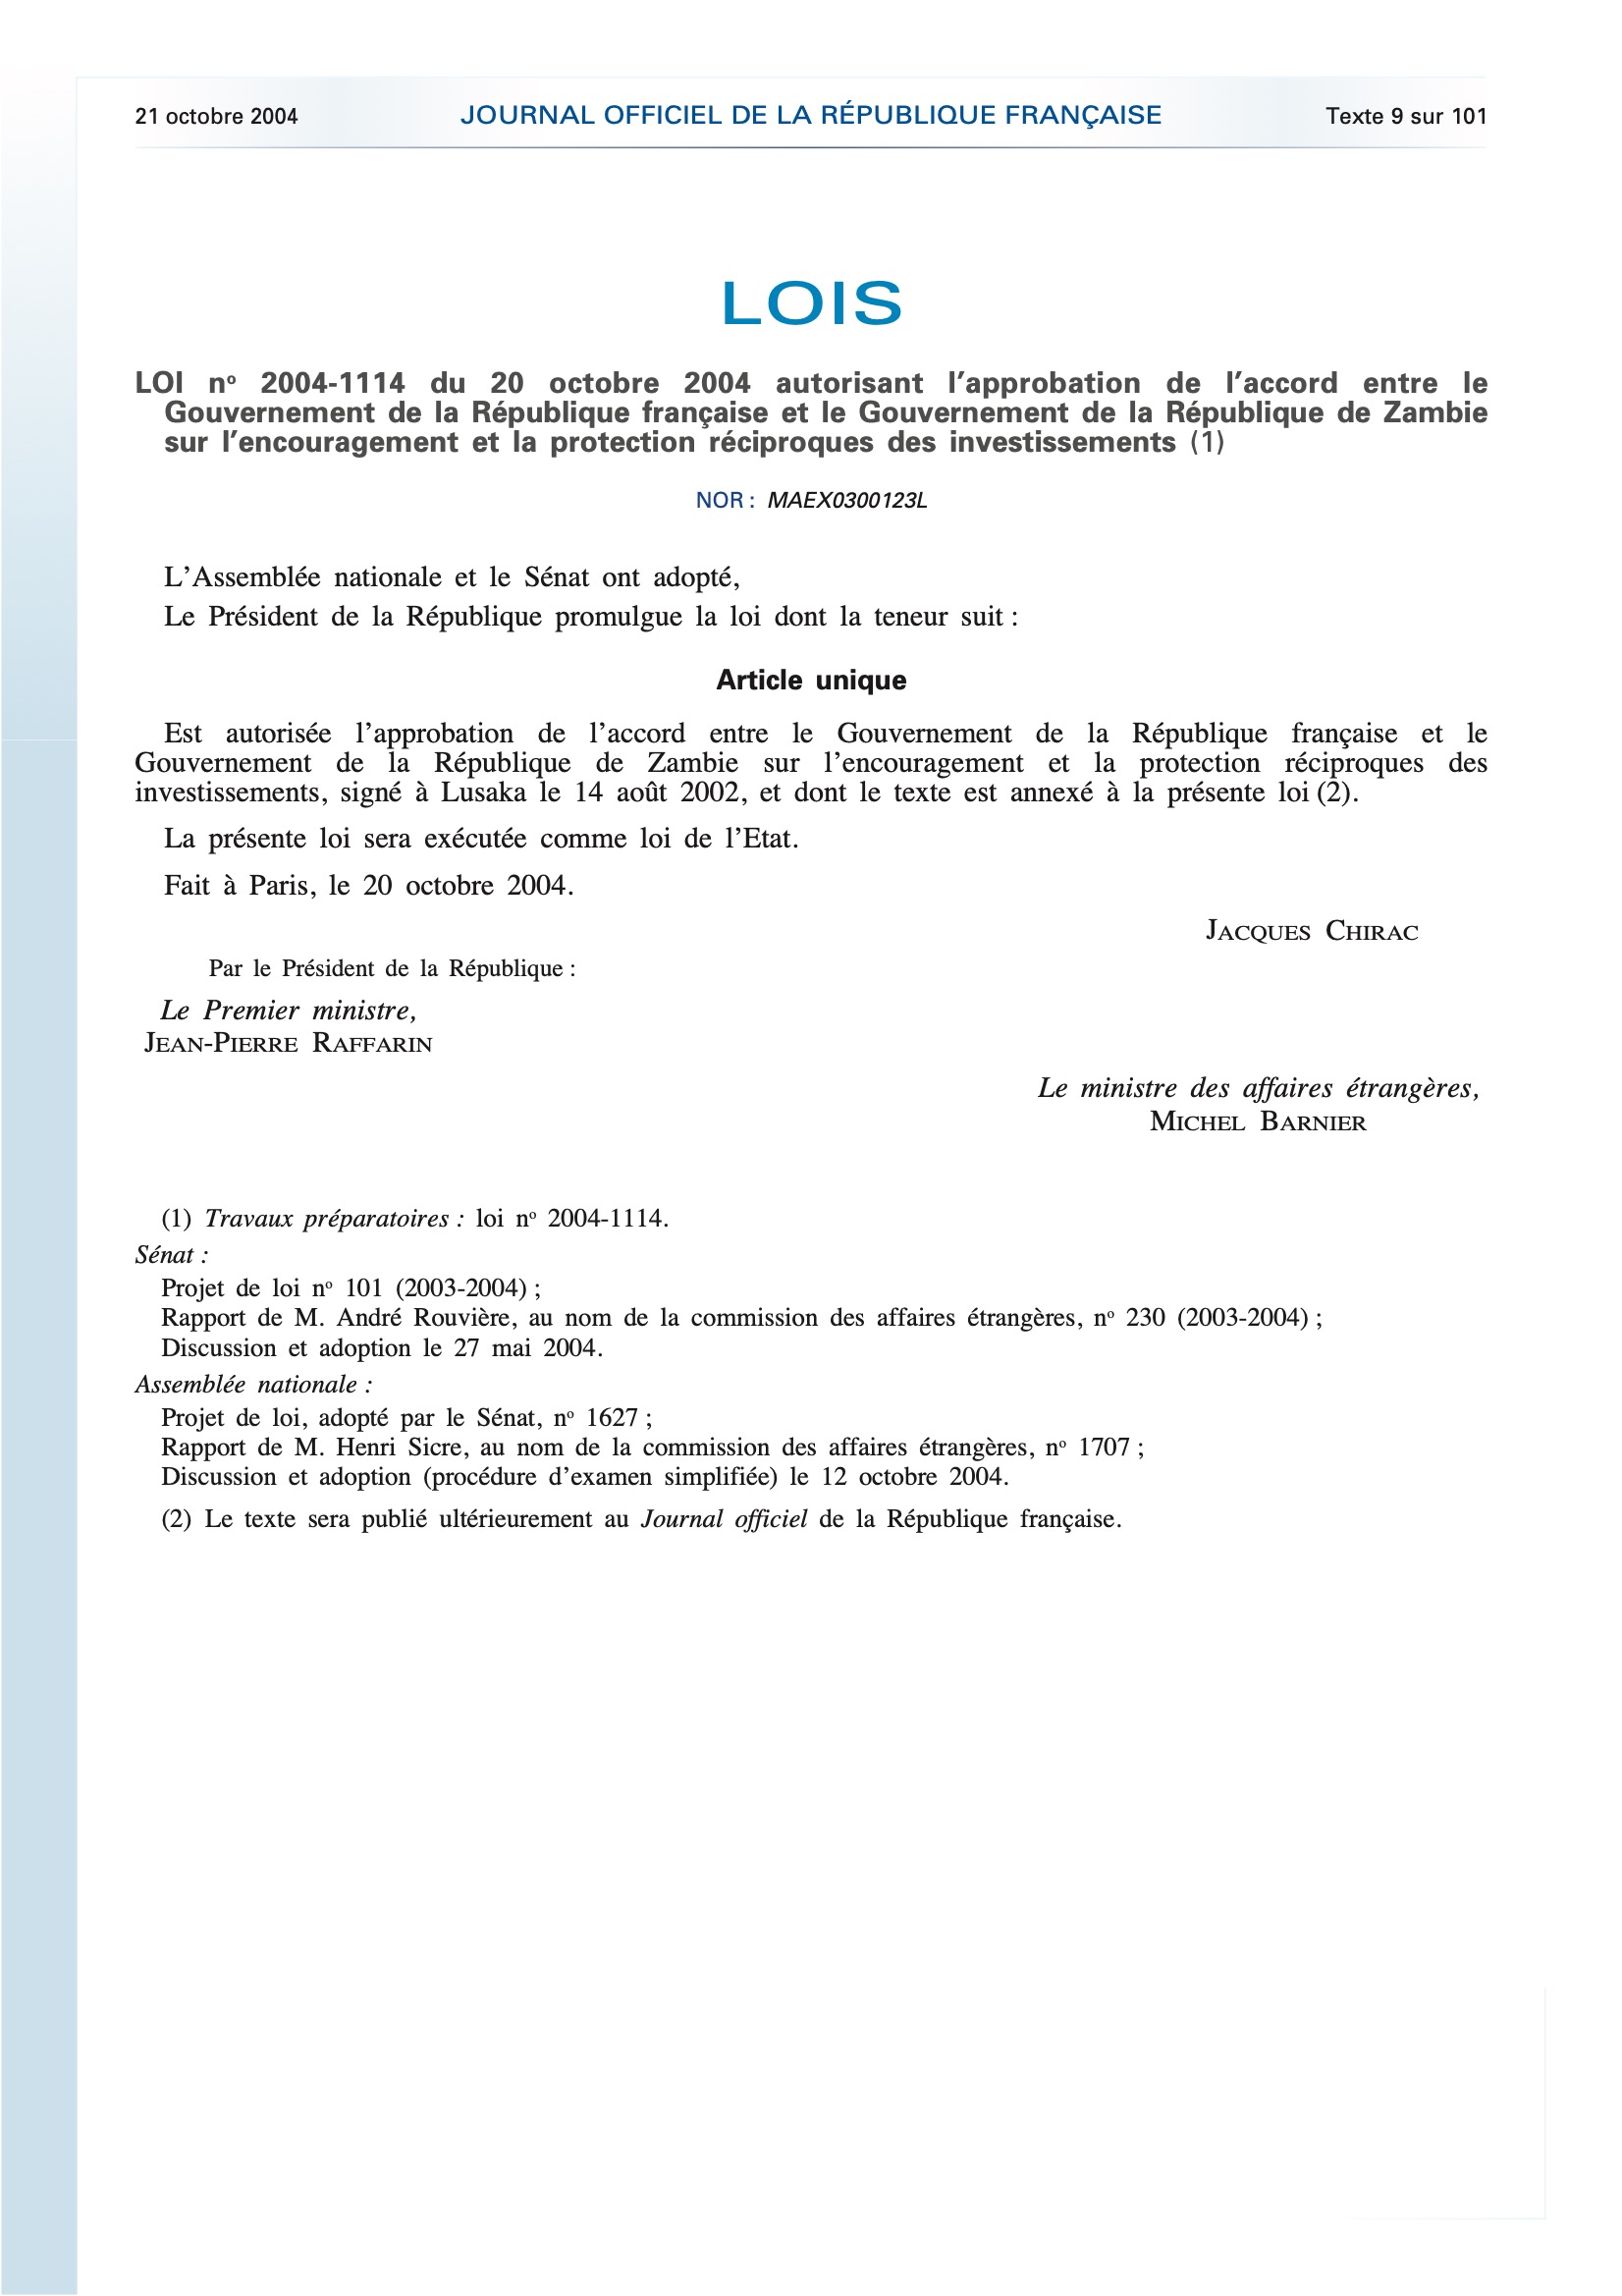 21 octobre 2004 JOURNAL OFFICIEL DE LA RÉPUBLIQUE FRANÇAISE Texte 9 sur 101
LOIS
LOI nº 2004-1114 du 20 octobre 2004 autorisant l’approbation de l’accord entre le
Gouvernement de la République française et le Gouvernement de la République de Zambie
sur l’encouragement et la protection réciproques des investissements (1)
NOR : MAEX0300123L
L’Assemblée nationale et le Sénat ont adopté,
Le Président de la République promulgue la loi dont la teneur suit :
Article unique
Est autorisée l’approbation de l’accord entre le Gouvernement de la République française et le
Gouvernement de la République de Zambie sur l’encouragement et la protection réciproques des
investissements, signé à Lusaka le 14 août 2002, et dont le texte est annexé à la présente loi (2).
La présente loi sera exécutée comme loi de l’Etat.
Fait à Paris, le 20 octobre 2004.
JACQUES CHIRAC
Par le Président de la République :
Le Premier ministre,
JEAN-PIERRE RAFFARIN
Le ministre des affaires étrangères,
MICHEL BARNIER
(1) Travaux préparatoires : loi nº 2004-1114.
Sénat :
Projet de loi nº 101 (2003-2004) ;
Rapport de M. André Rouvière, au nom de la commission des affaires étrangères, nº 230 (2003-2004) ;
Discussion et adoption le 27 mai 2004.
Assemblée nationale :
Projet de loi, adopté par le Sénat, nº 1627 ;
Rapport de M. Henri Sicre, au nom de la commission des affaires étrangères, nº 1707 ;
Discussion et adoption (procédure d’examen simplifiée) le 12 octobre 2004.
(2) Le texte sera publié ultérieurement au Journal officiel de la République française.